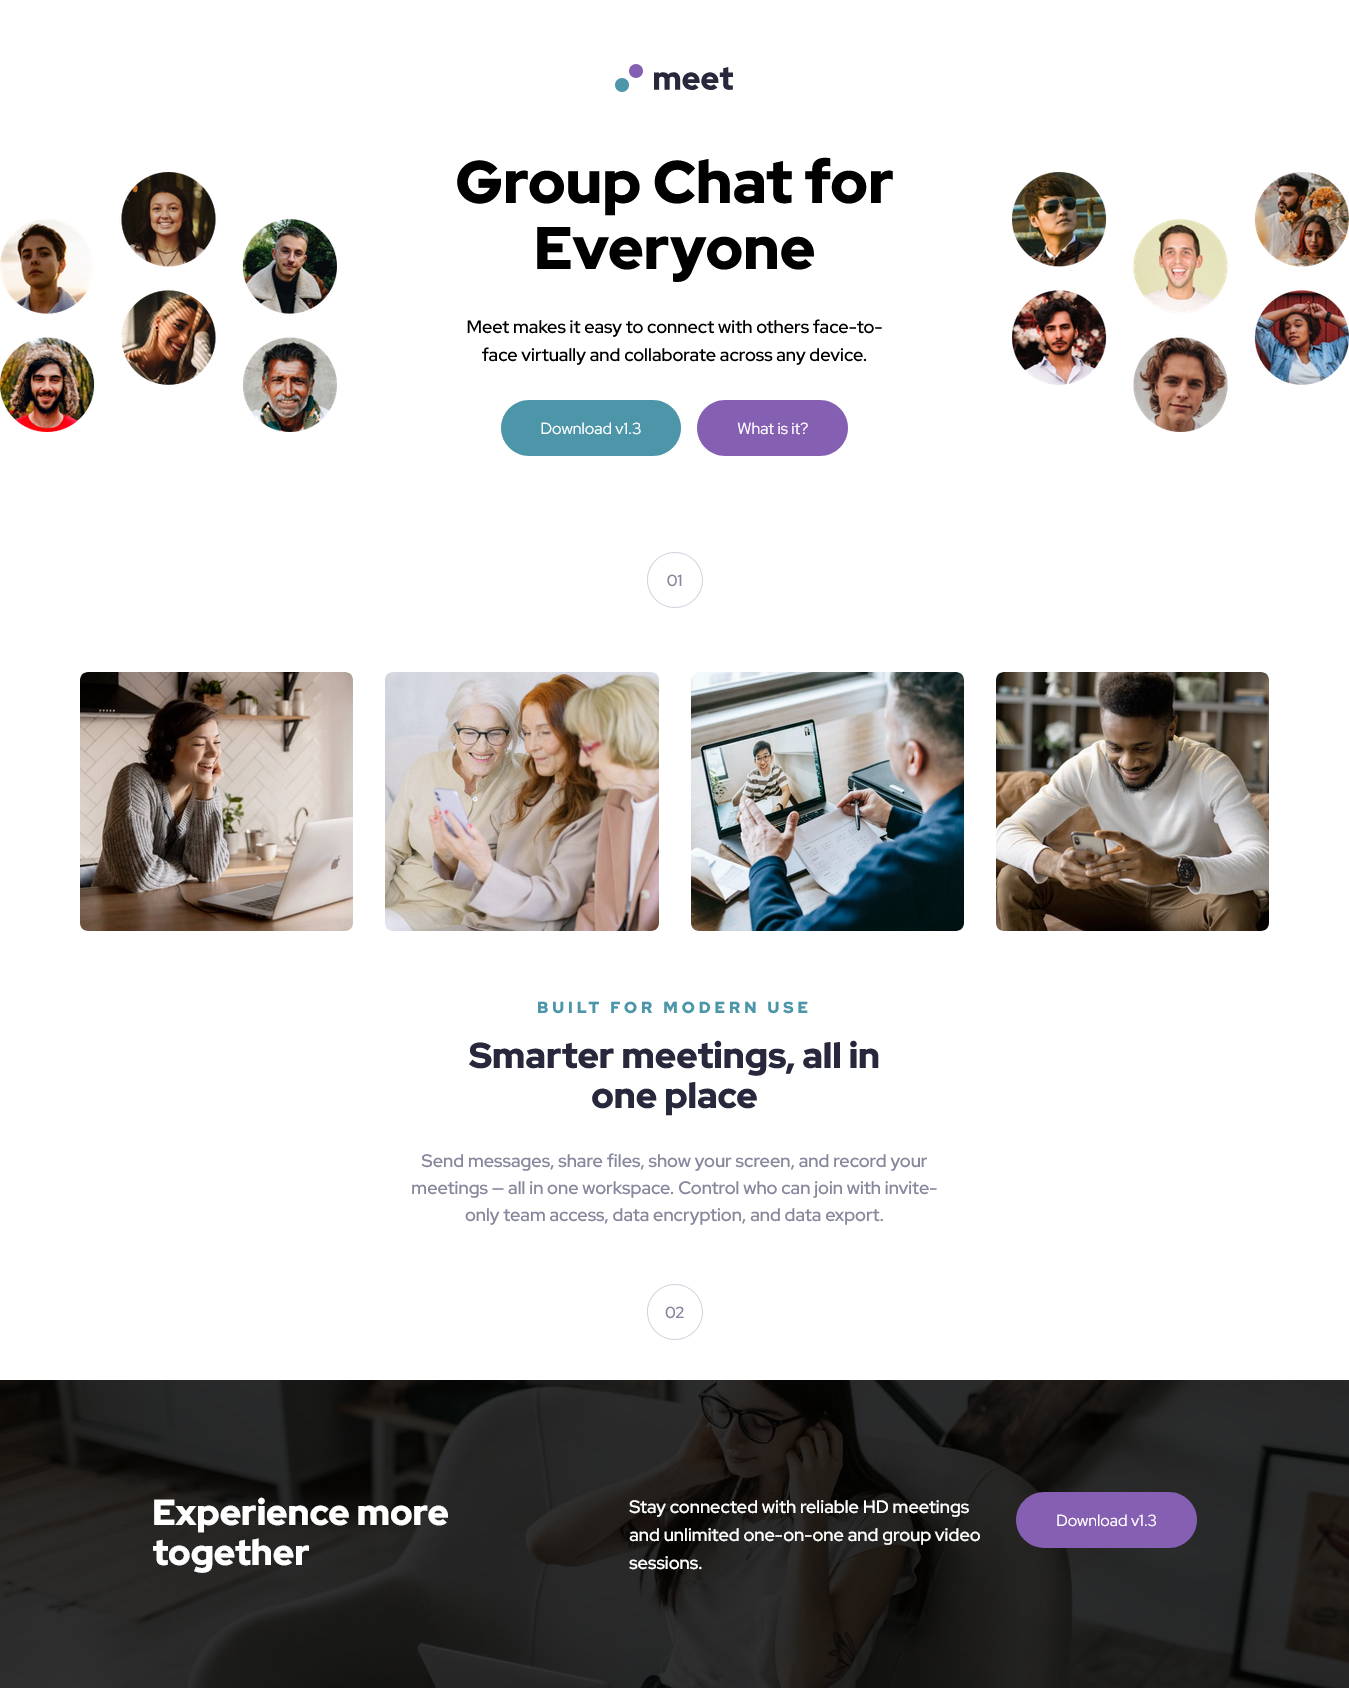 meet
Group Chat for
Everyone
Meet makes it easy to connect with others face-to-
face virtually and collaborate across any device.
Download v1.3
What is it?
01
BUILT FOR MODERN USE
Smarter meetings, all in
one place
Send messages, share files, show your screen, and record your
meetings — all in one workspace. Control who can join with invite-
only team access, data encryption, and data export.
02
Experience more
together
Stay connected with reliable HD meetings
and unlimited one-on-one and group video
sessions.
Download v1.3